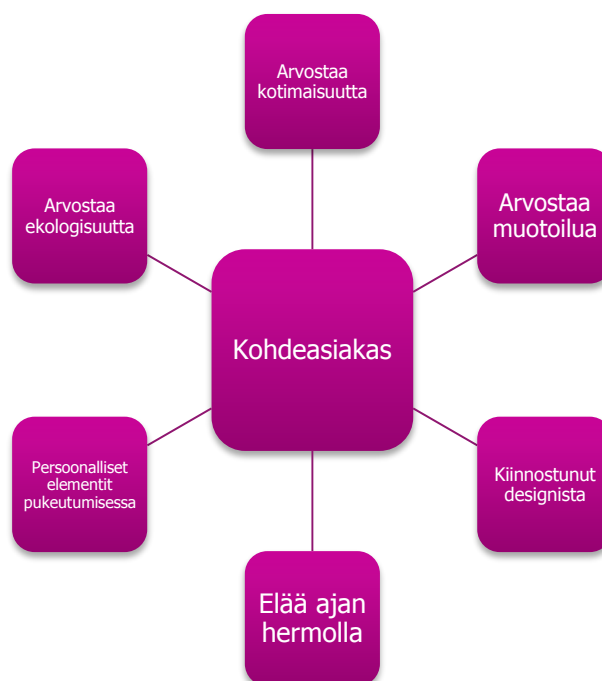 Arvostaa
kotimaisuutta
Arvostaa
ekologisuutta
Arvostaa
muotoilua
Kohdeasiakas
Persoonalliset
elementit
pukeutumisessa
Kiinnostunut
designista
Elää ajan
hermolla